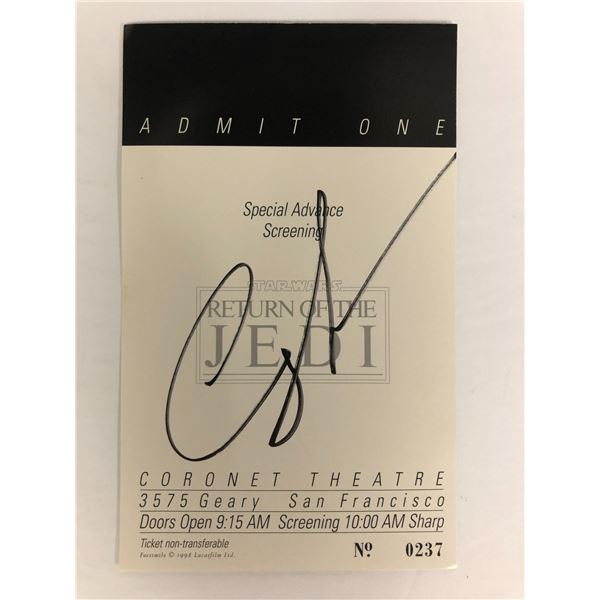 ADMIT ONE
Special Advance
Screening
STAR WARS
RETURN OF THE
JEDI
CORONET THEATRE
3575 Geary San Francisco
Doors Open 9:15 AM Screening 10:00 AM Sharp
Ticket non-transferable
Nº 0237
Facsimile © 1994 Lucasfilm Ltd.